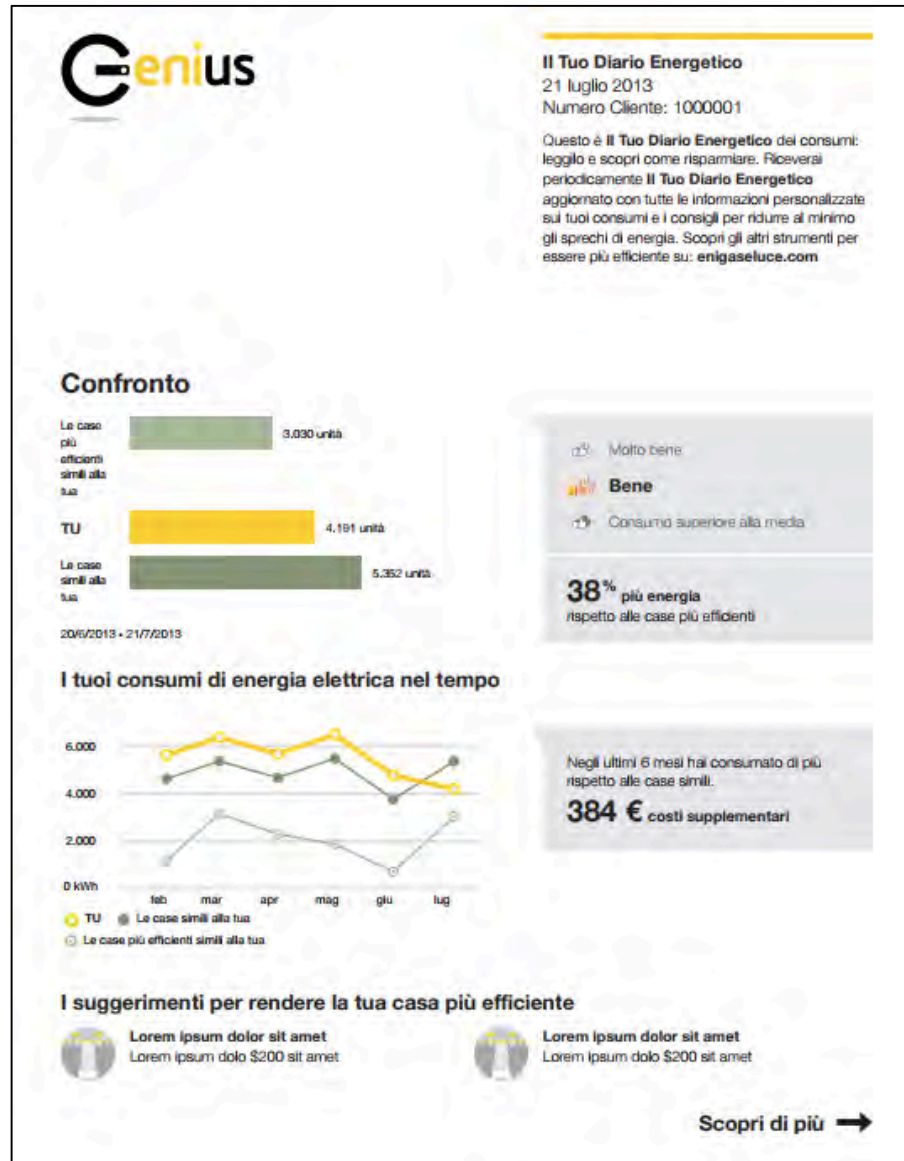 Genius
Il Tuo Diario Energetico
21 luglio 2013
Numero Cliente: 1000001
Questo è Il Tuo Diario Energetico dei consumi:
leggilo e scopri come risparmiare. Riceverai
periodicamente Il Tuo Diario Energetico
aggiornato con tutte le informazioni personalizzate
sui tuoi consumi e i consigli per ridurre al minimo
gli sprechi di energia. Scopri gli altri strumenti per
essere più efficiente su: enigaseluce.com
Confronto
Le case
più
efficienti
simili alla
tua
3.030 unità
TU
4.191 unità
Le case
simili alla
tua
5.352 unità
20/6/2013 • 21/7/2013
Molto bene
Bene
Consumo superiore alla media
38% più energia
rispetto alle case più efficienti
I tuoi consumi di energia elettrica nel tempo
6.000
4.000
2.000
0 kWh
feb mar apr mag giu lug
TU Le case simili alla tua
Le case più efficienti simili alla tua
Negli ultimi 6 mesi hai consumato di più
rispetto alle case simili.
384 € costi supplementari
I suggerimenti per rendere la tua casa più efficiente
Lorem ipsum dolor sit amet
Lorem ipsum dolo $200 sit amet
Lorem ipsum dolor sit amet
Lorem ipsum dolo $200 sit amet
Scopri di più